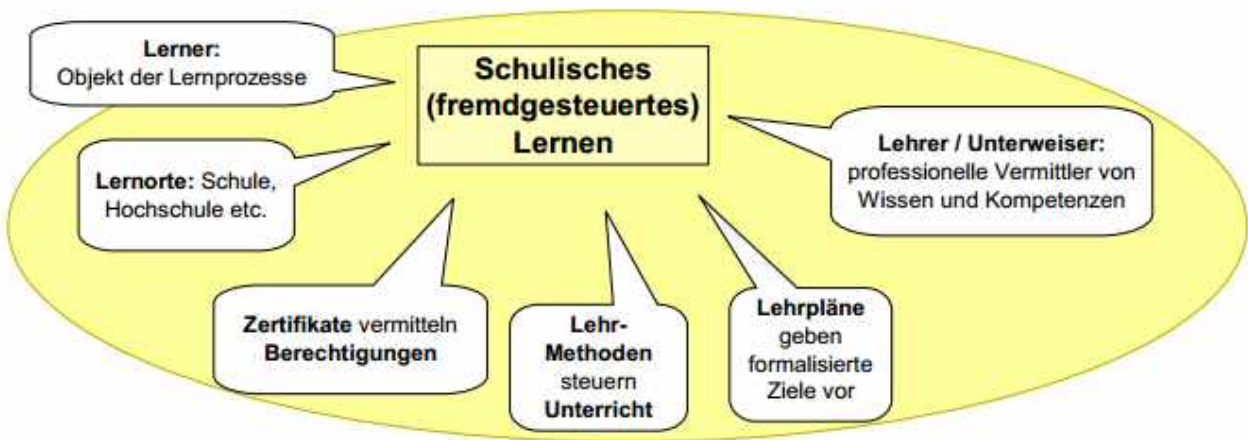 Lerner:
Objekt der Lernprozesse
Schulisches
(fremdgesteuertes)
Lernen
Lehrer / Unterweiser:
professionelle Vermittler von
Wissen und Kompetenzen
Lernorte: Schule,
Hochschule etc.
Zertifikate vermitteln
Berechtigungen
Lehr-
Methoden
steuern
Unterricht
Lehrpläne
geben
formalisierte
Ziele vor